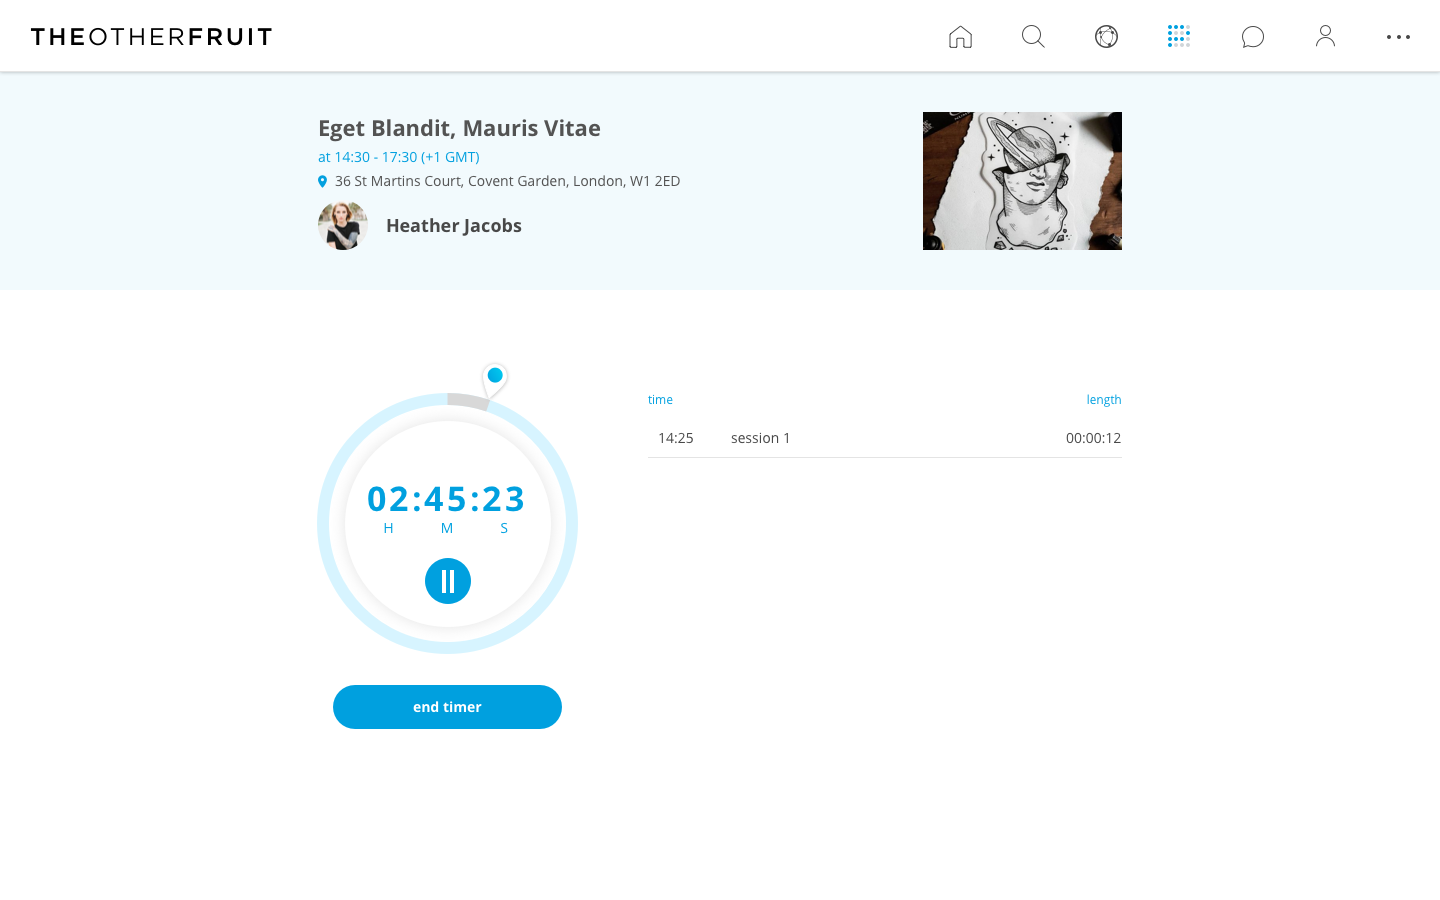 THEOTHERFRUIT
Eget Blandit, Mauris Vitae
at 14:30 - 17:30 (+1 GMT)
36 St Martins Court, Covent Garden, London, W1 2ED
Heather Jacobs
time length
14:25 session 1 00:00:12
02:45:23
H M S
end timer